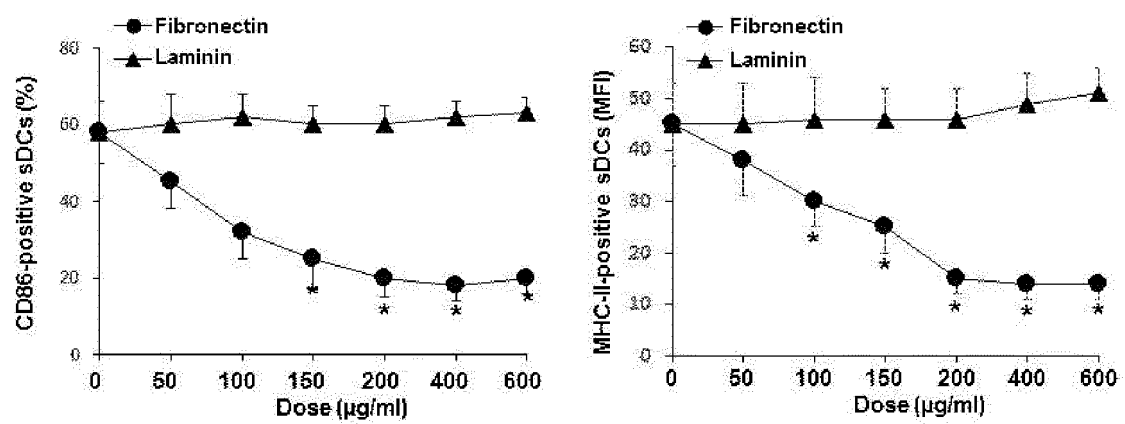 Fibronectin
Laminin
CD86-positive sDCs (%)
80
60
40
20
0
0 50 100 150 200 400 600
Dose (µg/ml)
* * * *
Fibronectin
Laminin
MHC-II-positive sDCs (MFI)
60
50
40
30
20
10
0
0 50 100 150 200 400 600
Dose (µg/ml)
* * * * *